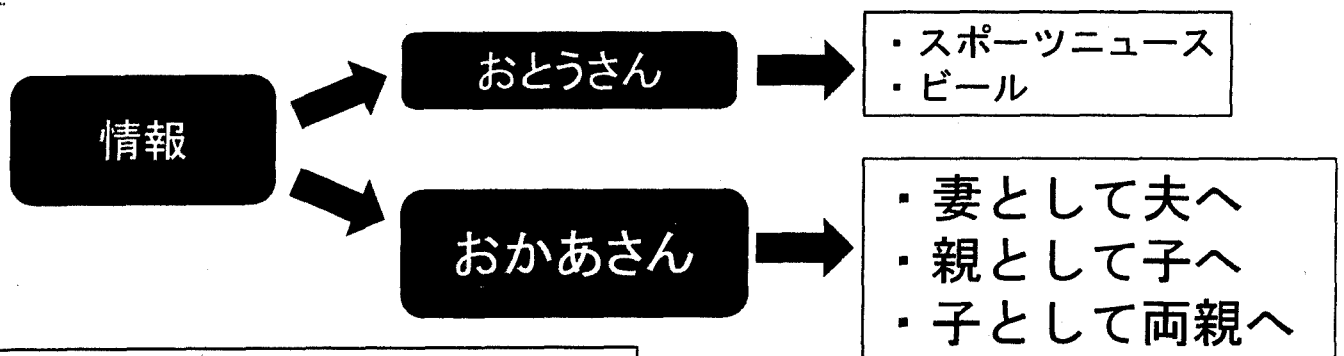 情報
おとうさん
・スポーツニュース
・ビール
おかあさん
・妻として夫へ
・親として子へ
・子として両親へ